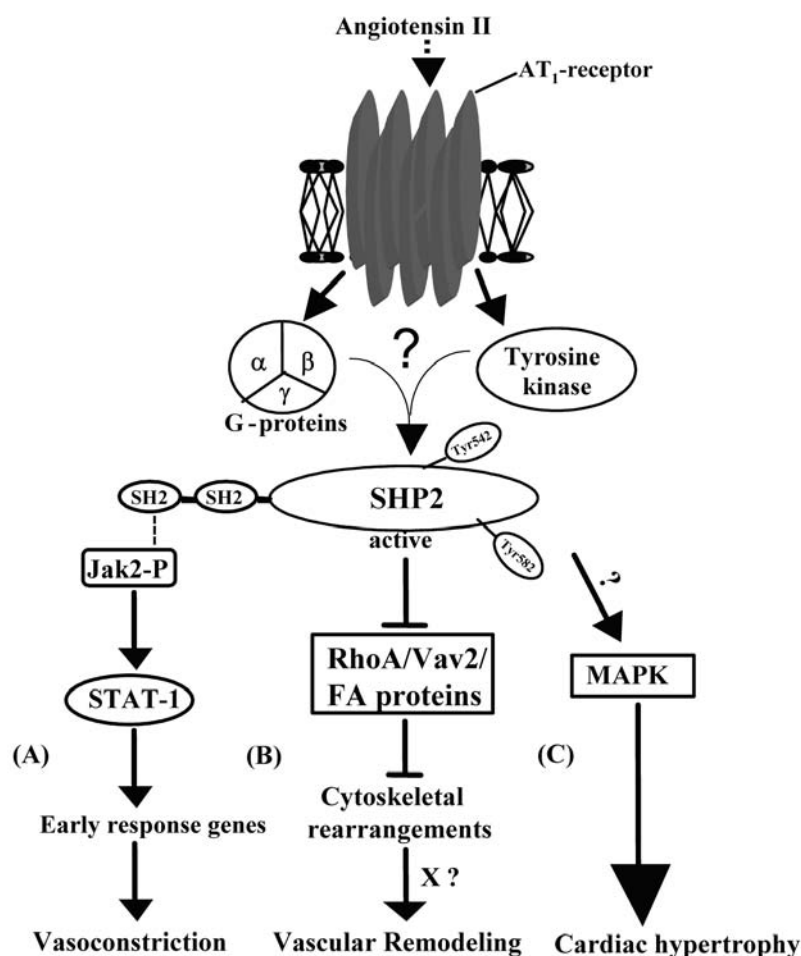 Angiotensin II
AT1-receptor
?
α
β
γ
G-proteins
Tyrosine
kinase
Tyr542
SH2
SH2
SHP2
active
Tyr582
Jak2-P
?
RhoA/Vav2/
FA proteins
MAPK
STAT-1
(A)
(B)
(C)
Early response genes
Cytoskeletal
rearrangements
X ?
Vasoconstriction
Vascular Remodeling
Cardiac hypertrophy